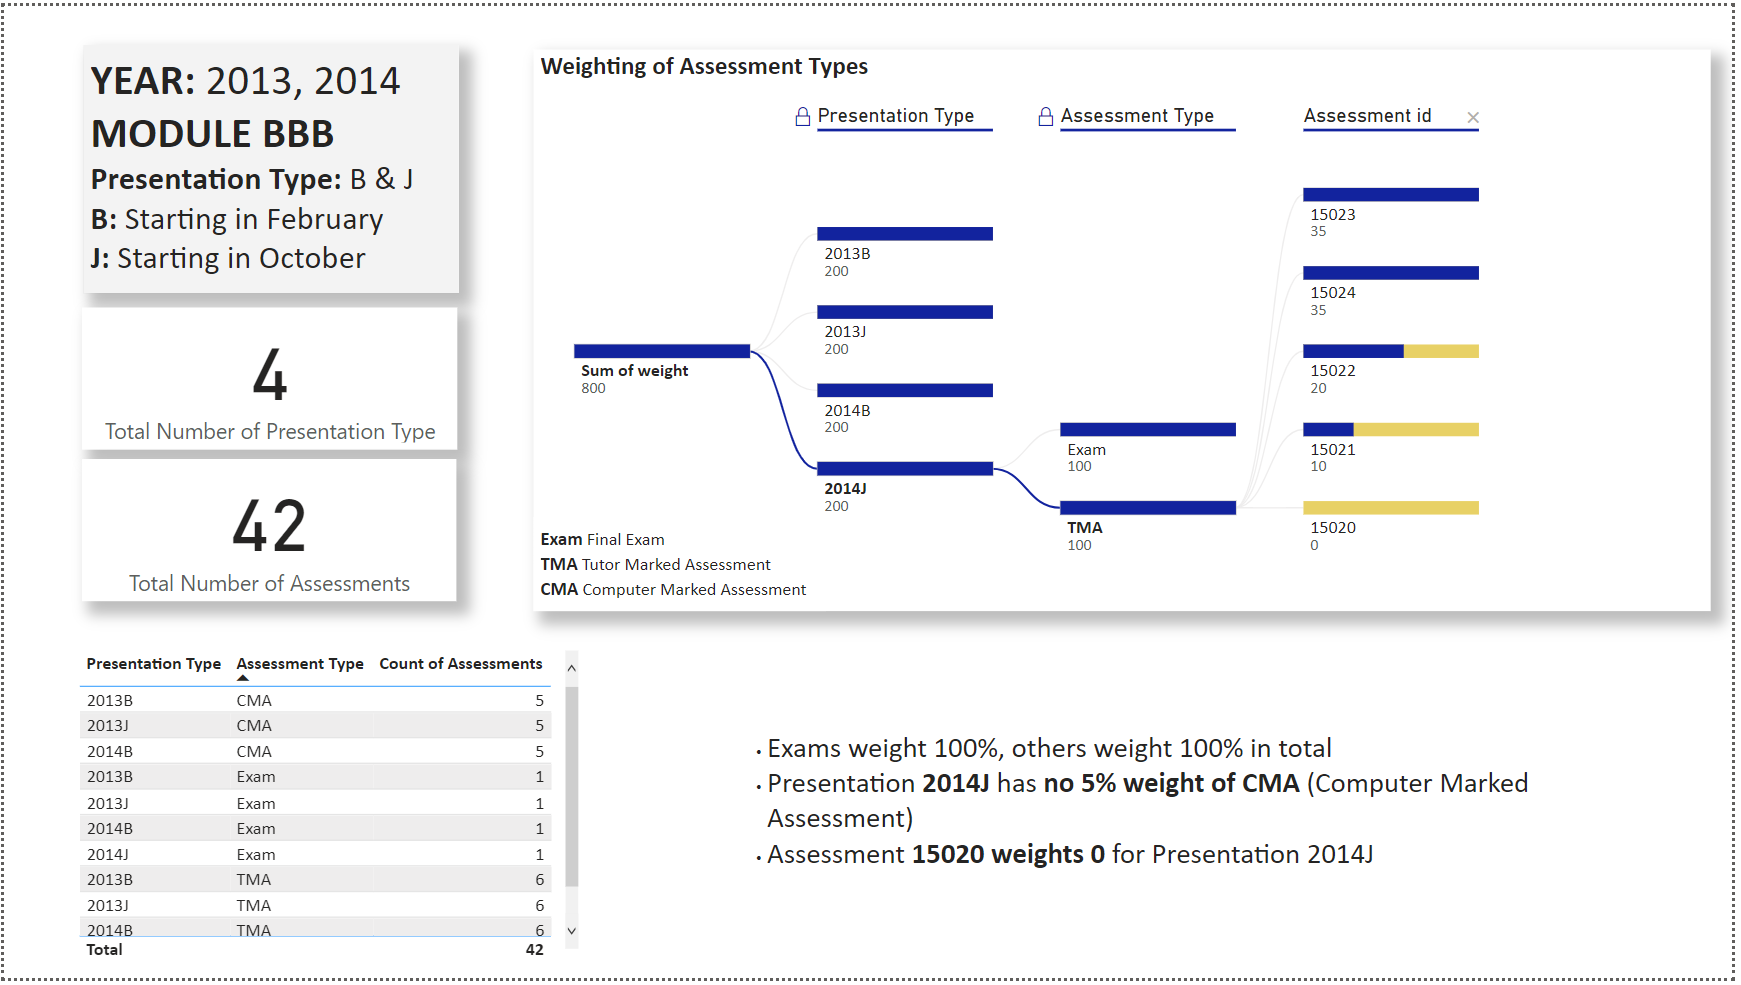 YEAR: 2013, 2014
MODULE BBB
Presentation Type: B & J
B: Starting in February
J: Starting in October
4
Total Number of Presentation Type
42
Total Number of Assessments
Weighting of Assessment Types
Presentation Type Assessment Type Assessment id
Sum of weight
800
2013B
200
2013J
200
2014B
200
2014J
200
Exam
100
TMA
100
15023
35
15024
35
15022
20
15021
10
15020
0
Exam Final Exam
TMA Tutor Marked Assessment
CMA Computer Marked Assessment
Presentation Type Assessment Type Count of Assessments
2013B CMA 5
2013J CMA 5
2014B CMA 5
2013B Exam 1
2013J Exam 1
2014B Exam 1
2014J Exam 1
2013B TMA 6
2013J TMA 6
2014B TMA 6
Total 42
• Exams weight 100%, others weight 100% in total
• Presentation 2014J has no 5% weight of CMA (Computer Marked
Assessment)
• Assessment 15020 weights 0 for Presentation 2014J